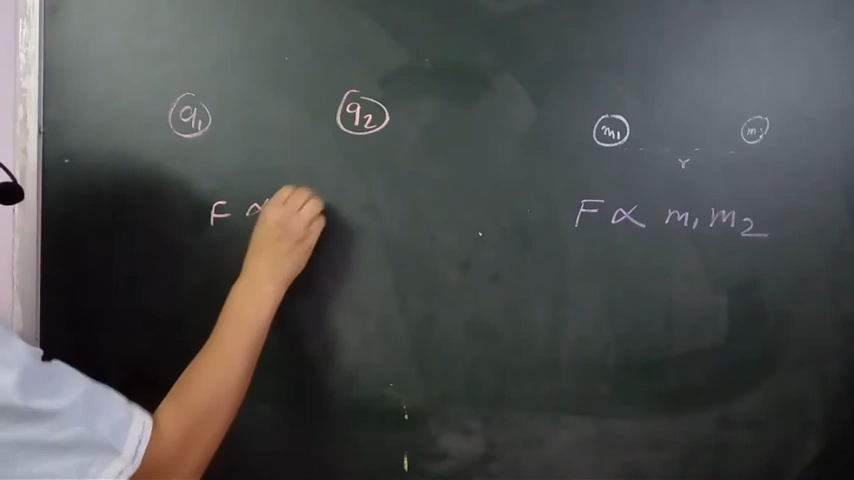 q₁ q₂
F ∝
m₁ m₂
r
F ∝ m₁m₂